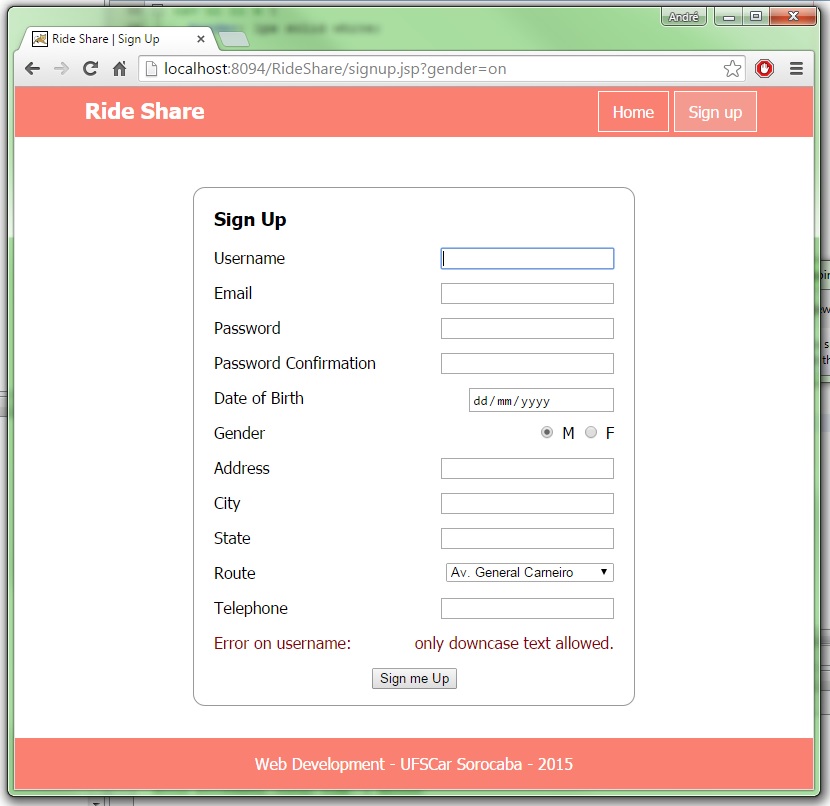 André
Ride Share | Sign Up
localhost:8094/RideShare/signup.jsp?gender=on
Ride Share Home Sign up
Sign Up
Username
Email
Password
Password Confirmation
Date of Birth dd/mm/yyyy
Gender M F
Address
City
State
Route Av. General Carneiro
Telephone
Error on username: only downcase text allowed.
Sign me Up
Web Development - UFSCar Sorocaba - 2015